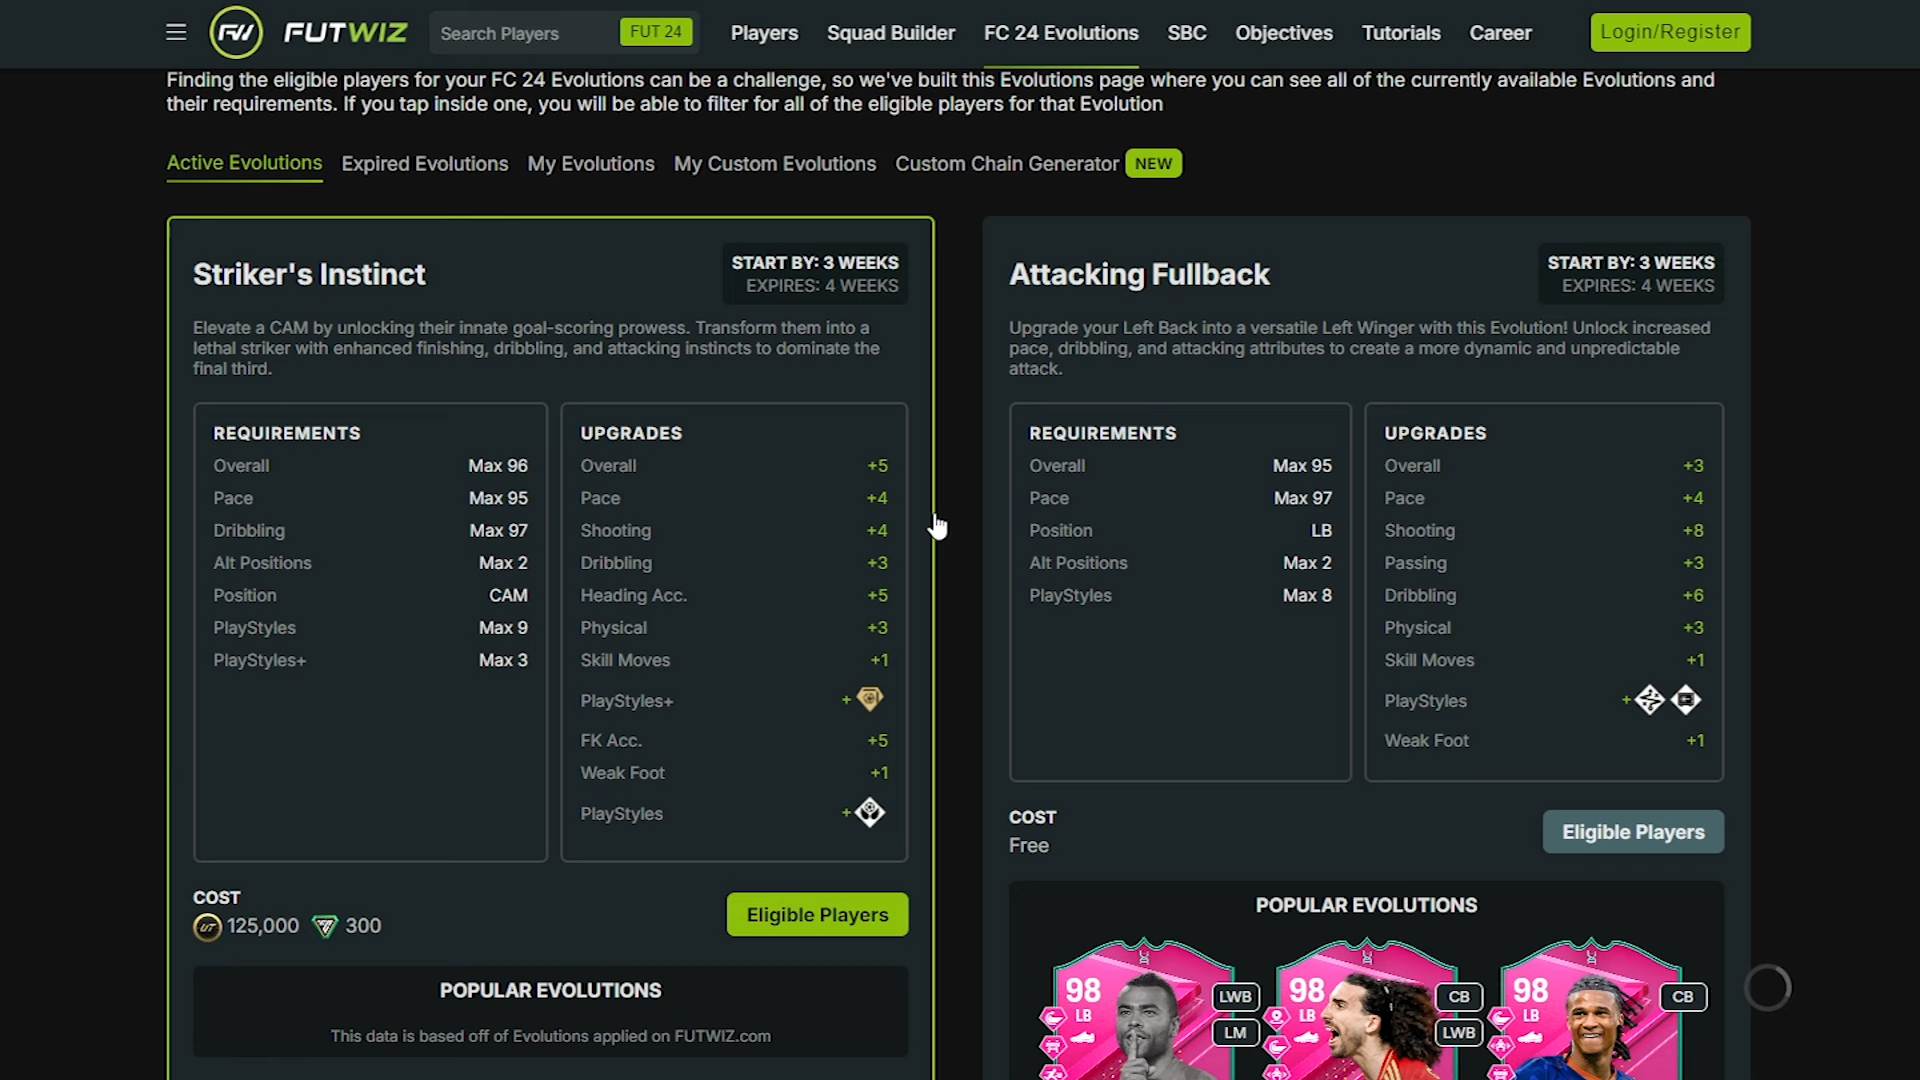 FW FUTWIZ
Search Players
FUT 24
Players
Squad Builder
FC 24 Evolutions
SBC
Objectives
Tutorials
Career
Login/Register
Finding the eligible players for your FC 24 Evolutions can be a challenge, so we've built this Evolutions page where you can see all of the currently available Evolutions and
their requirements. If you tap inside one, you will be able to filter for all of the eligible players for that Evolution
Active Evolutions
Expired Evolutions
My Evolutions
My Custom Evolutions
Custom Chain Generator NEW
Striker's Instinct
START BY: 3 WEEKS
EXPIRES: 4 WEEKS
Elevate a CAM by unlocking their innate goal-scoring prowess. Transform them into a
lethal striker with enhanced finishing, dribbling, and attacking instincts to dominate the
final third.
REQUIREMENTS
Overall Max 96
Pace Max 95
Dribbling Max 97
Alt Positions Max 2
Position CAM
PlayStyles Max 9
PlayStyles+ Max 3
UPGRADES
Overall +5
Pace +4
Shooting +4
Dribbling +3
Heading Acc. +5
Physical +3
Skill Moves +1
PlayStyles+ +
FK Acc. +5
Weak Foot +1
PlayStyles +
COST
UT 125,000 300
Eligible Players
POPULAR EVOLUTIONS
This data is based off of Evolutions applied on FUTWIZ.com
Attacking Fullback
START BY: 3 WEEKS
EXPIRES: 4 WEEKS
Upgrade your Left Back into a versatile Left Winger with this Evolution! Unlock increased
pace, dribbling, and attacking attributes to create a more dynamic and unpredictable
attack.
REQUIREMENTS
Overall Max 95
Pace Max 97
Position LB
Alt Positions Max 2
PlayStyles Max 8
UPGRADES
Overall +3
Pace +4
Shooting +8
Passing +3
Dribbling +6
Physical +3
Skill Moves +1
PlayStyles +
Weak Foot +1
COST
Free
Eligible Players
POPULAR EVOLUTIONS
98
LB
LWB
LM
98
LB
CB
LWB
98
LB
CB